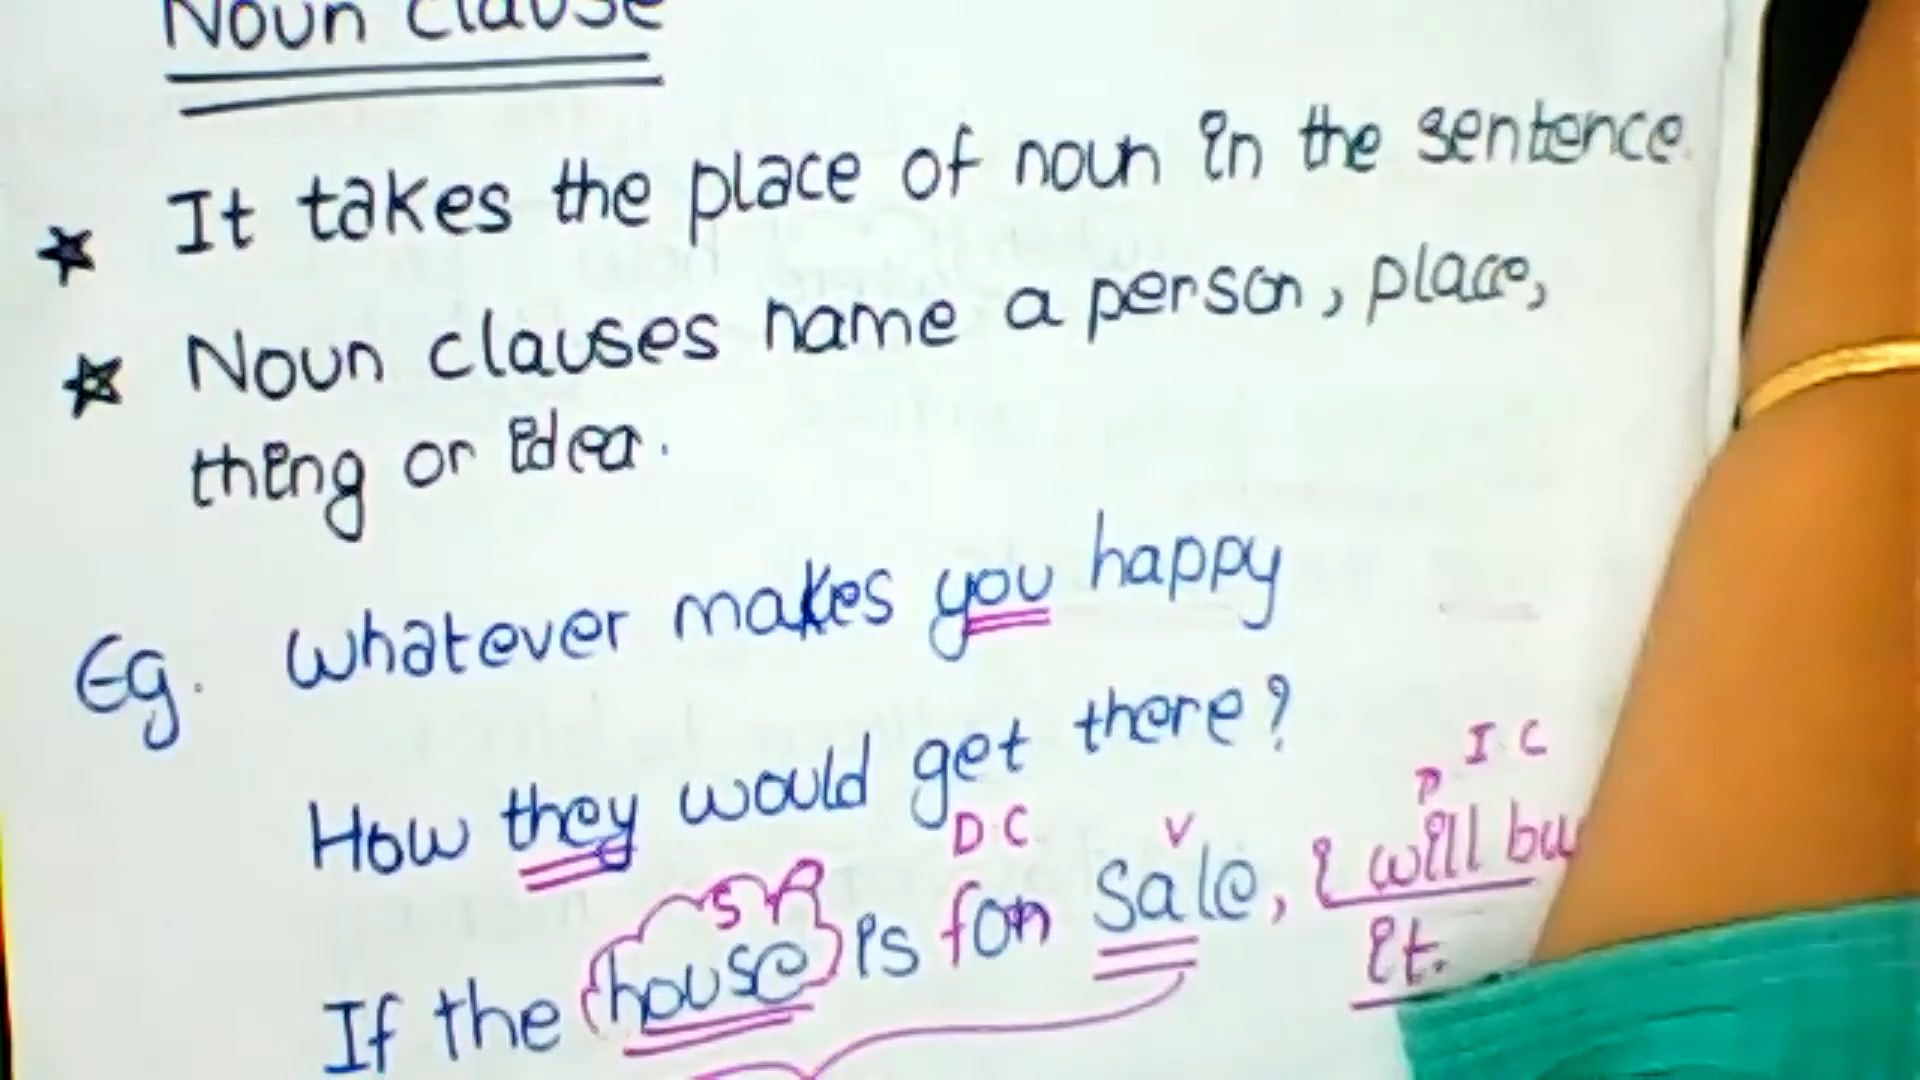 Noun Clause
It takes the place of noun in the sentence.
Noun clauses name a person, place,
thing or idea.
Eg. Whatever makes you happy
How they would get there?
I. C
D. C
V
S
If the house is for sale, I will buy
it.